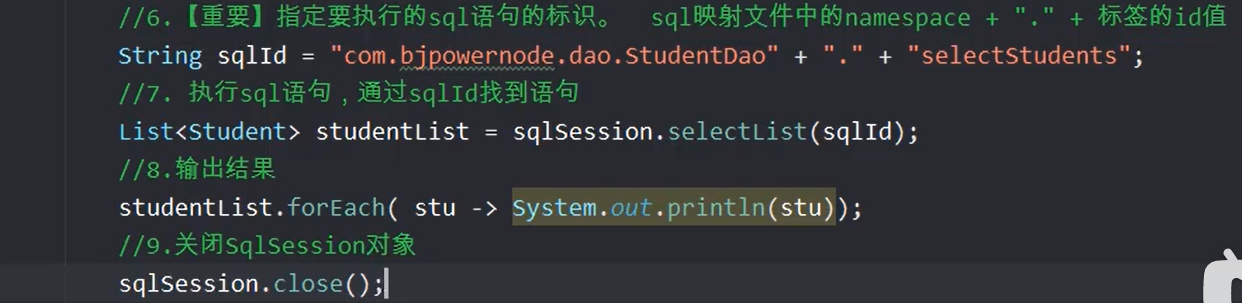 //6.【重要】指定要执行的sql语句的标识。  sql映射文件中的namespace + "." + 标签的id值
String sqlId = "com.bjpowernode.dao.StudentDao" + "." + "selectStudents";
//7. 执行sql语句，通过sqlId找到语句
List<Student> studentList = sqlSession.selectList(sqlId);
//8.输出结果
studentList.forEach( stu -> System.out.println(stu));
//9.关闭SqlSession对象
sqlSession.close();